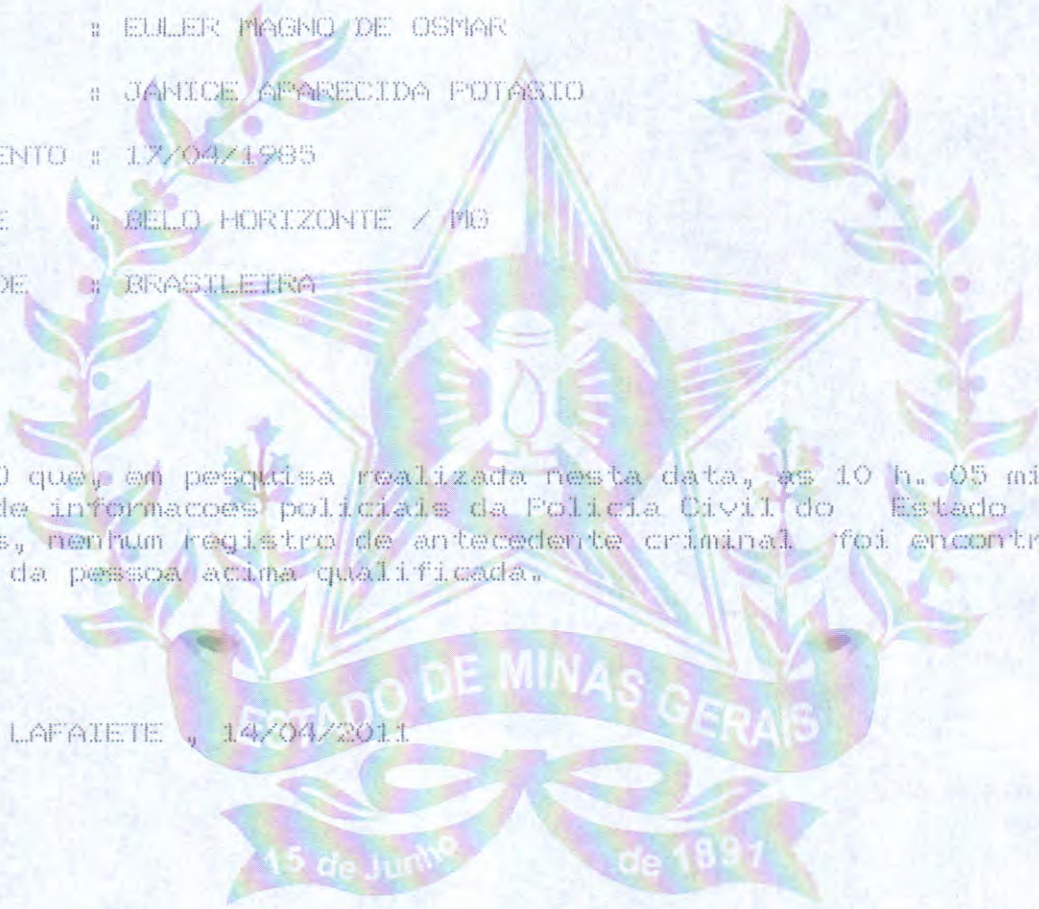 : EULER MAGNO DE OSMAR
: JANICE APARECIDA POTASIO
ENTO : 17/04/1985
E : BELO HORIZONTE / MG
DE : BRASILEIRA
O que, em pesquisa realizada nesta data, as 10 h. 05 mi
de informacoes policiais da Policia Civil do Estado
s, nenhum registro de antecedente criminal foi encontr
da pessoa acima qualificada.
ESTADO DE MINAS GERAIS
LAFAIETE , 14/04/2011
15 de Junho de 1891